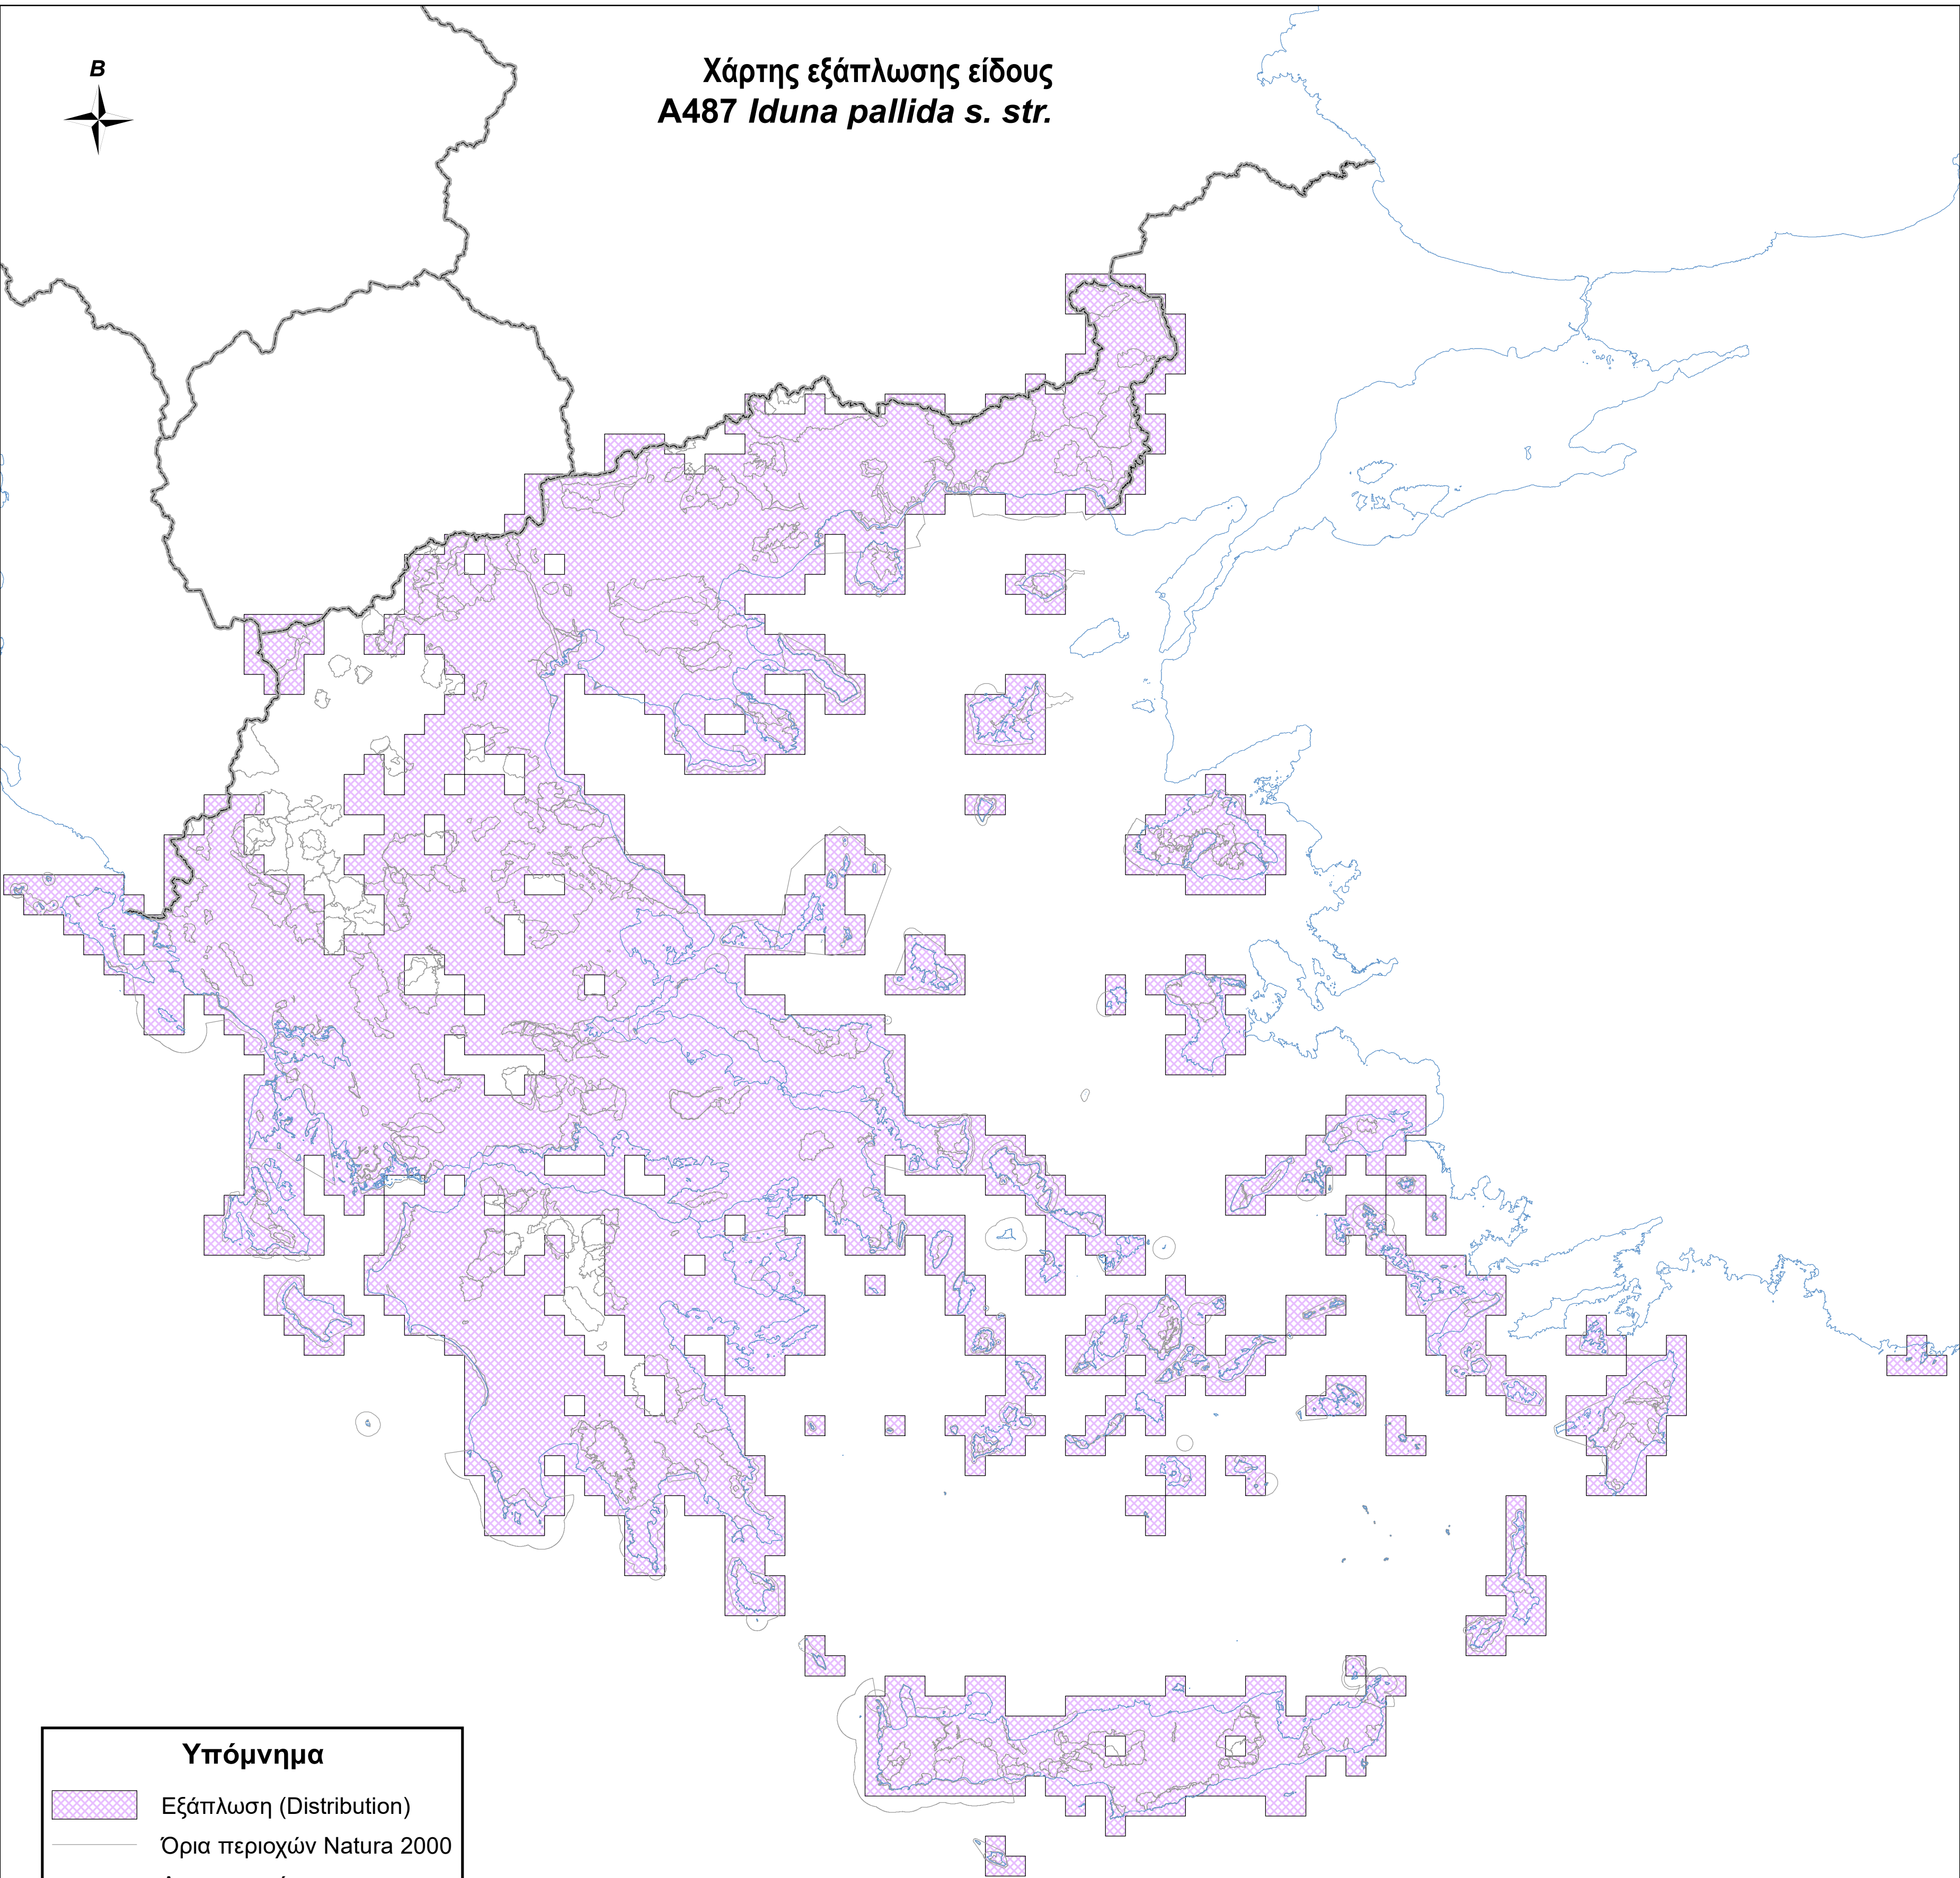 B
Χάρτης εξάπλωσης είδους
A487 Iduna pallida s. str.
Υπόμνημα
Εξάπλωση (Distribution)
Όρια περιοχών Natura 2000